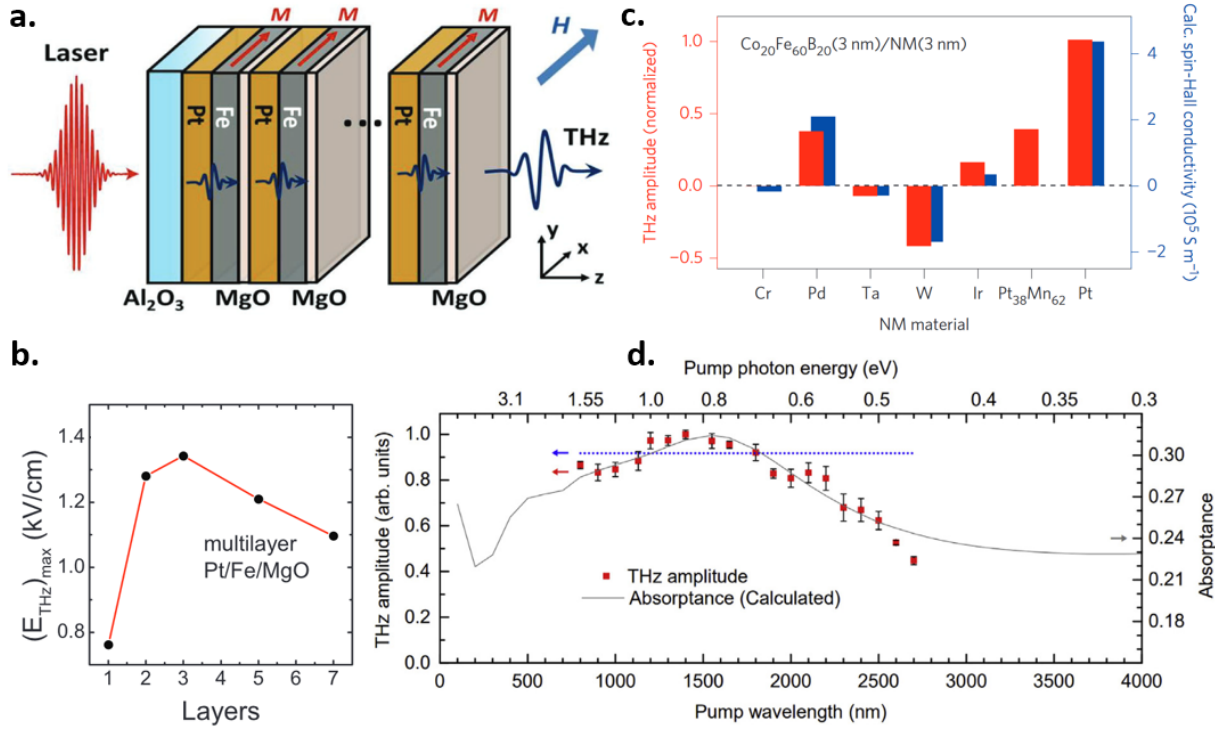 a.
Laser
M
M
M
H
Pt
Fe
Pt
Fe
Pt
Fe
THz
y
x
z
Al₂O₃
MgO
MgO
MgO
c.
Co₂₀Fe₆₀B₂₀(3 nm)/NM(3 nm)
THz amplitude (normalized)
1.0
0.5
0.0
−0.5
Calc. spin-Hall conductivity (10⁵ S m⁻¹)
4
2
0
−2
Cr Pd Ta W Ir Pt₃₈Mn₆₂ Pt
NM material
b.
(E_THz)_max (kV/cm)
1.4
1.2
1.0
0.8
multilayer
Pt/Fe/MgO
1 2 3 4 5 6 7
Layers
d.
Pump photon energy (eV)
3.1 1.55 1.0 0.8 0.6 0.5 0.4 0.35 0.3
THz amplitude (arb. units)
1.0
0.8
0.6
0.4
0.2
0.0
THz amplitude
Absorptance (Calculated)
0.30
0.27
0.24
0.21
0.18
Absorptance
0 500 1000 1500 2000 2500 3000 3500 4000
Pump wavelength (nm)